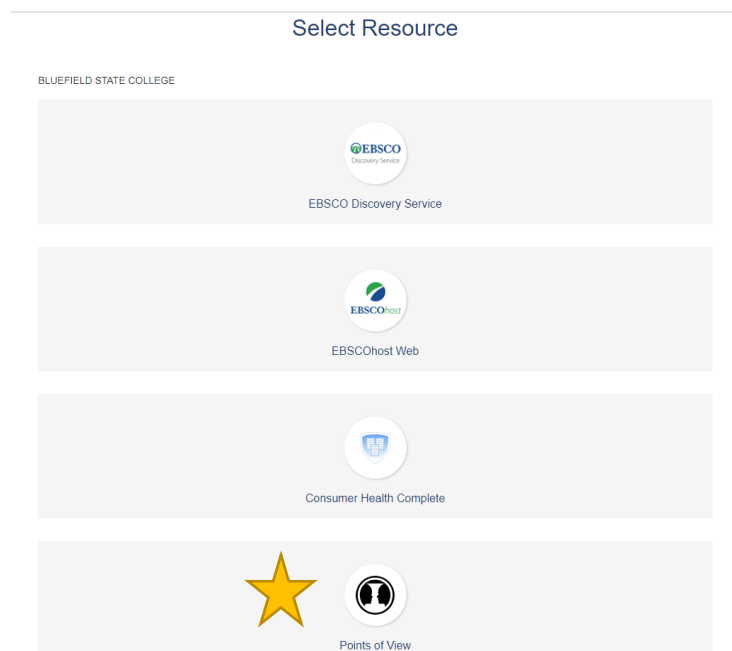 Select Resource
BLUEFIELD STATE COLLEGE
EBSCO
Discovery Service
EBSCO Discovery Service
EBSCOhost
EBSCOhost Web
Consumer Health Complete
Points of View